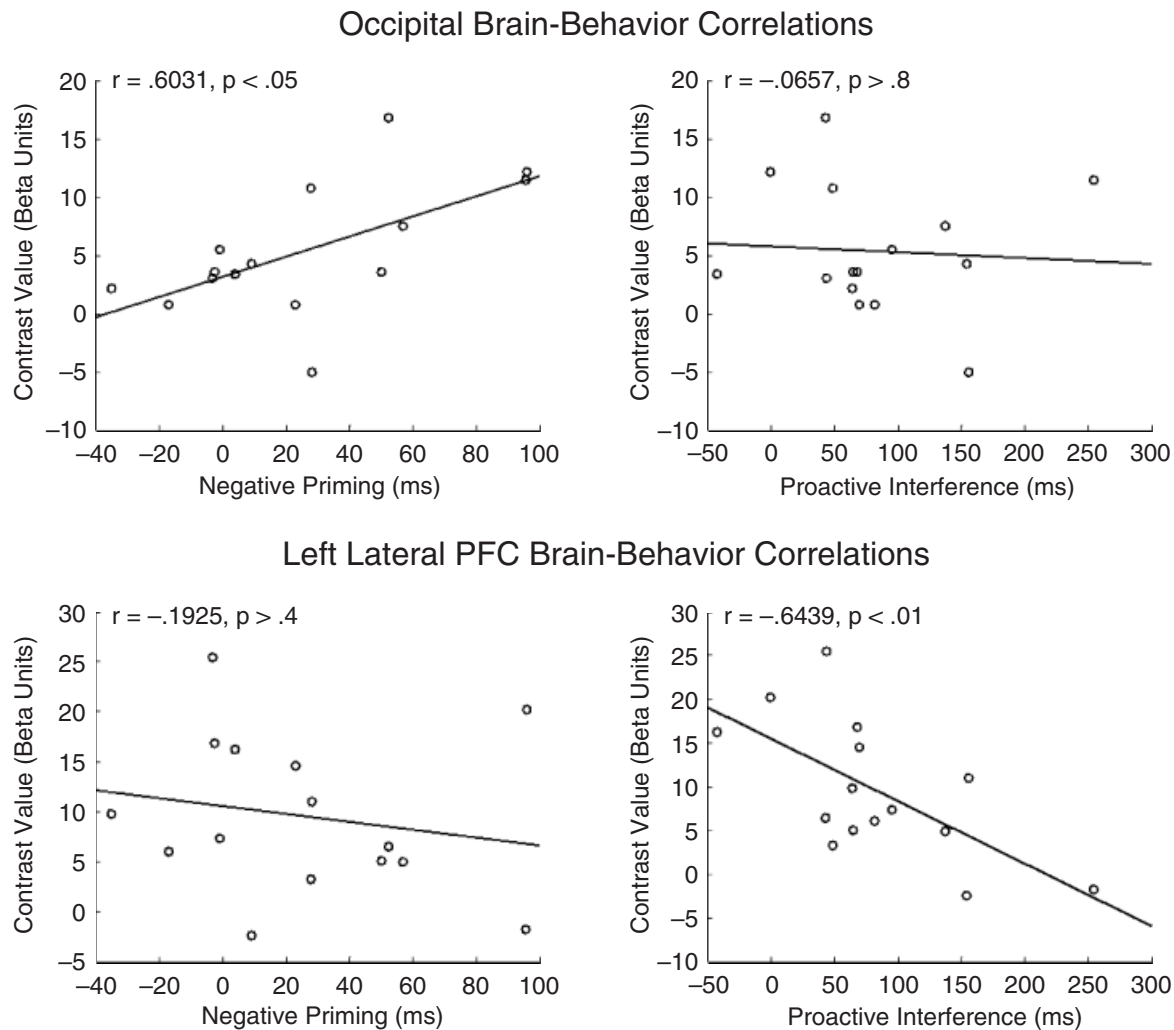 Occipital Brain-Behavior Correlations
r = .6031, p < .05
Contrast Value (Beta Units)
20
15
10
5
0
–5
–10
–40 –20 0 20 40 60 80 100
Negative Priming (ms)
r = –.0657, p > .8
Contrast Value (Beta Units)
20
15
10
5
0
–5
–10
–50 0 50 100 150 200 250 300
Proactive Interference (ms)
Left Lateral PFC Brain-Behavior Correlations
r = –.1925, p > .4
Contrast Value (Beta Units)
30
25
20
15
10
5
0
–5
–40 –20 0 20 40 60 80 100
Negative Priming (ms)
r = –.6439, p < .01
Contrast Value (Beta Units)
30
25
20
15
10
5
0
–5
–10
–50 0 50 100 150 200 250 300
Proactive Interference (ms)